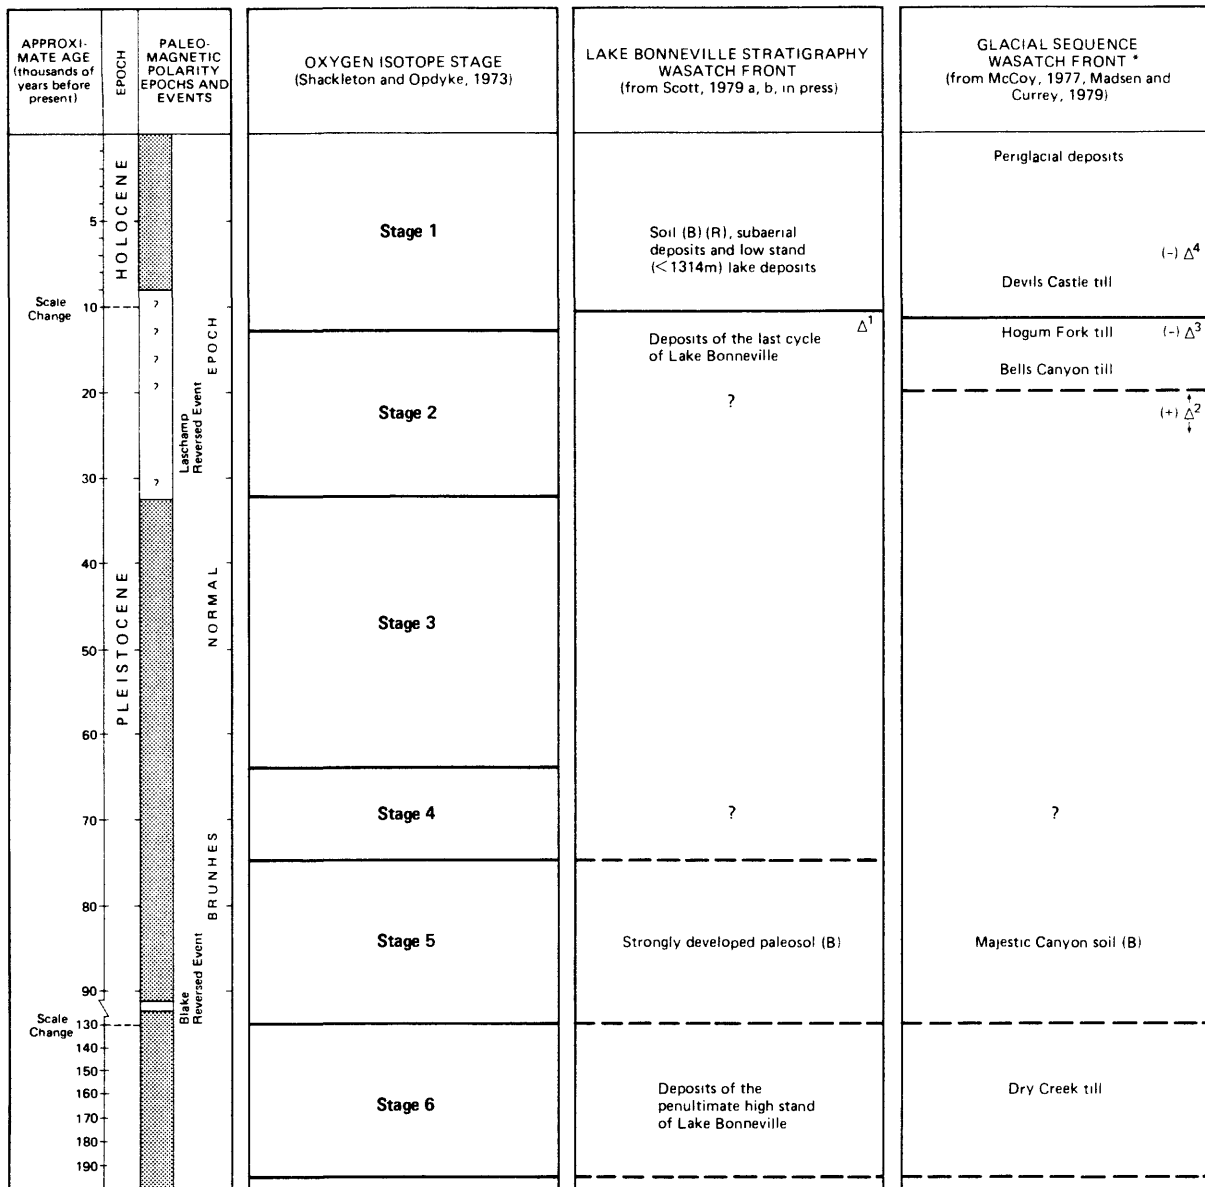 APPROXI-
MATE AGE
(thousands of
years before
present)
EPOCH
PALEO-
MAGNETIC
POLARITY
EPOCHS AND
EVENTS
OXYGEN ISOTOPE STAGE
(Shackleton and Opdyke, 1973)
LAKE BONNEVILLE STRATIGRAPHY
WASATCH FRONT
(from Scott, 1979 a, b, in press)
GLACIAL SEQUENCE
WASATCH FRONT *
(from McCoy, 1977, Madsen and
Currey, 1979)
5
Scale
Change
10
20
30
40
50
60
70
80
90
Scale
Change
130
140
150
160
170
180
190
HOLOCENE
PLEISTOCENE
?
?
?
?
?
Laschamp
Reversed Event
Blake
Reversed Event
BRUNHES NORMAL EPOCH
Stage 1
Stage 2
Stage 3
Stage 4
Stage 5
Stage 6
Soil (B) (R), subaerial
deposits and low stand
(<1314m) lake deposits
Δ1
Deposits of the last cycle
of Lake Bonneville
?
?
Strongly developed paleosol (B)
Deposits of the
penultimate high stand
of Lake Bonneville
Periglacial deposits
(-) Δ4
Devils Castle till
Hogum Fork till (-) Δ3
Bells Canyon till
(+) Δ2
?
Majestic Canyon soil (B)
Dry Creek till